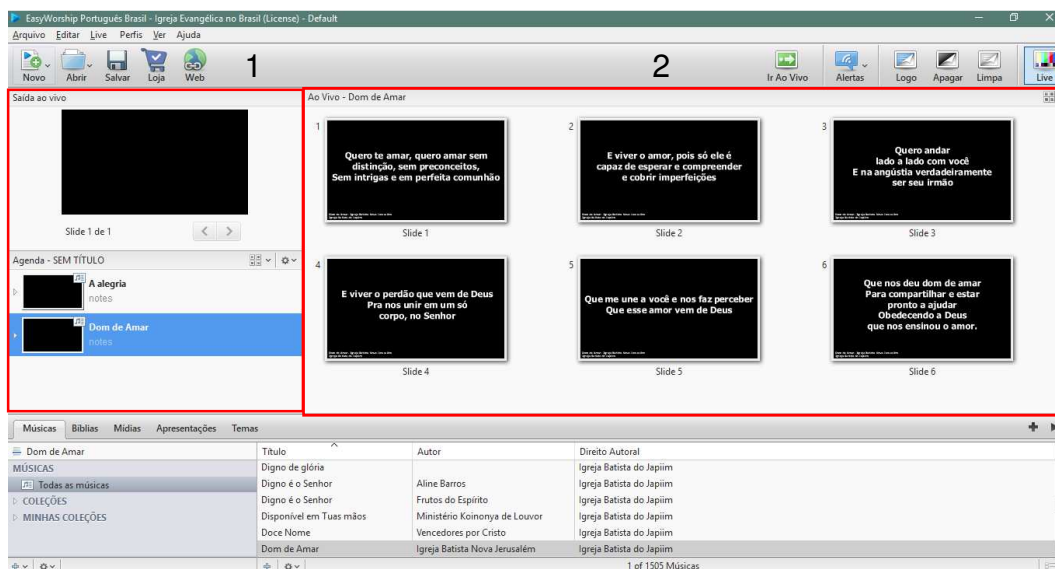 EasyWorship Português Brasil - Igreja Evangélica no Brasil (License) - Default
Arquivo Editar Live Perfis Ver Ajuda
Novo Abrir Salvar Loja Web
1
2
Ir Ao Vivo Alertas Logo Apagar Limpa Live
Saída ao vivo
Slide 1 de 1
Agenda - SEM TÍTULO
A alegria
notes
Dom de Amar
notes
Ao Vivo - Dom de Amar
1
Quero te amar, quero amar sem
distinção, sem preconceitos,
Sem intrigas e em perfeita comunhão
Slide 1
2
E viver o amor, pois só ele é
capaz de esperar e compreender
e cobrir imperfeições
Slide 2
3
Quero andar
lado a lado com você
E na angústia verdadeiramente
ser seu irmão
Slide 3
4
E viver o perdão que vem de Deus
Pra nos unir em um só
corpo, no Senhor
Slide 4
5
Que me une a você e nos faz perceber
Que esse amor vem de Deus
Slide 5
6
Que nos deu dom de amar
Para compartilhar e estar
pronto a ajudar
Obedecendo a Deus
que nos ensinou o amor.
Slide 6
Músicas Bíblias Mídias Apresentações Temas
Dom de Amar
MÚSICAS
Todas as músicas
COLEÇÕES
MINHAS COLEÇÕES
Título Autor Direito Autoral
Digno de glória Igreja Batista do Japiim
Digno é o Senhor Aline Barros Igreja Batista do Japiim
Digno é o Senhor Frutos do Espírito Igreja Batista do Japiim
Disponível em Tuas mãos Ministério Koinonya de Louvor Igreja Batista do Japiim
Doce Nome Vencedores por Cristo Igreja Batista do Japiim
Dom de Amar Igreja Batista Nova Jerusalém Igreja Batista do Japiim
1 of 1505 Músicas